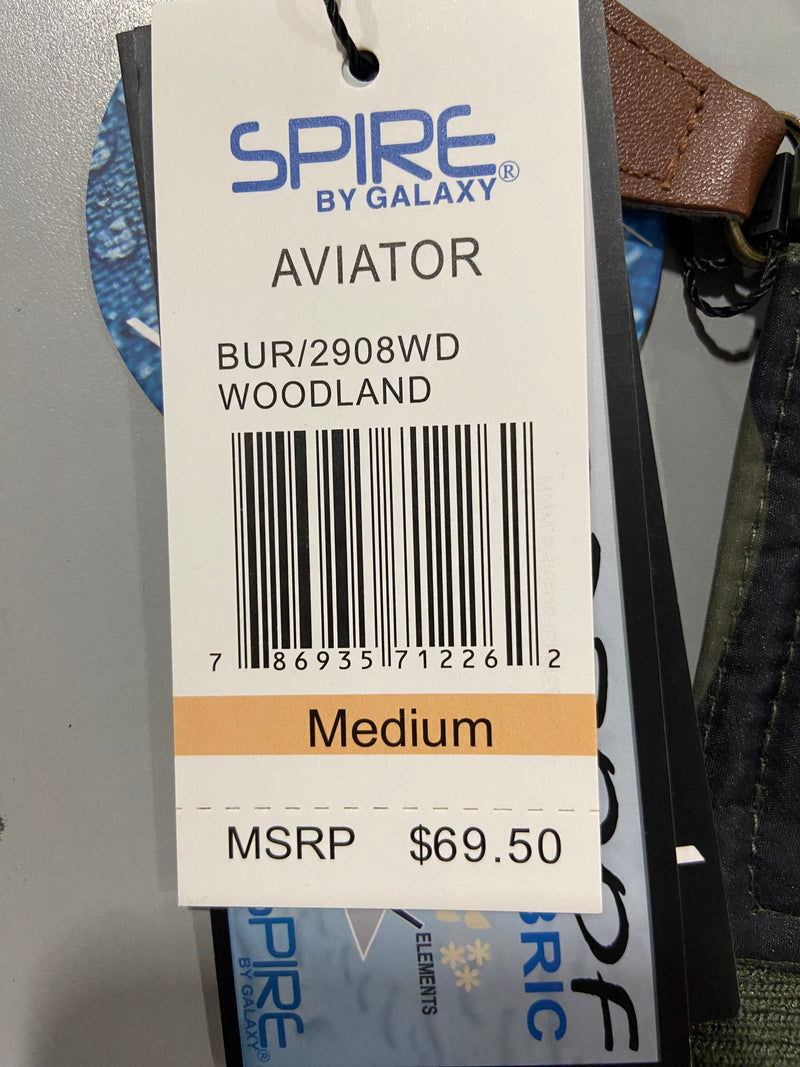 SPIRE®
BY GALAXY
AVIATOR
BUR/2908WD
WOODLAND
7 86935 71226 2
Medium
MSRP $69.50
SPIRE
BY GALAXY®
ELEMENTS